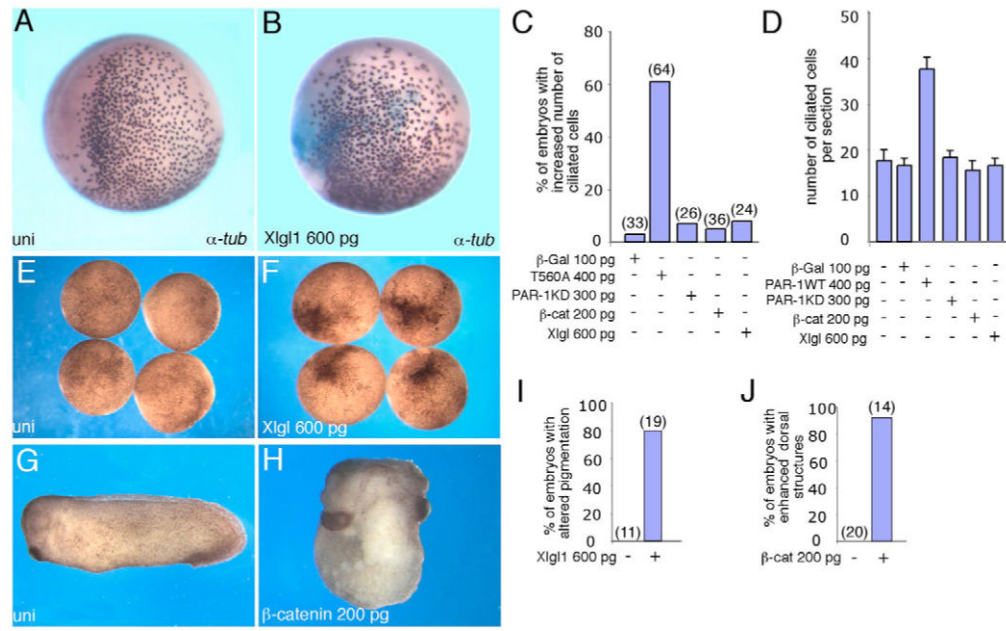 A
uni
α-tub
B
Xlgl1 600 pg
α-tub
C
% of embryos with
increased number of
ciliated cells
80
60
40
20
0
(33)
(64)
(26)
(36)
(24)
β-Gal 100 pg + - - - -
T560A 400 pg - + - - -
PAR-1KD 300 pg - - + - -
β-cat 200 pg - - - + -
Xlgl 600 pg - - - - +
D
number of ciliated cells
per section
50
40
30
20
10
0
β-Gal 100 pg - + - - - -
PAR-1WT 400 pg - - + - - -
PAR-1KD 300 pg - - - + - -
β-cat 200 pg - - - - + -
Xlgl 600 pg - - - - - +
E
uni
F
Xlgl 600 pg
G
uni
H
β-catenin 200 pg
I
% of embryos with
altered pigmentation
100
80
60
40
20
0
(11)
(19)
Xlgl1 600 pg - +
J
% of embryos with
enhanced dorsal
structures
100
80
60
40
20
0
(20)
(14)
β-cat 200 pg - +